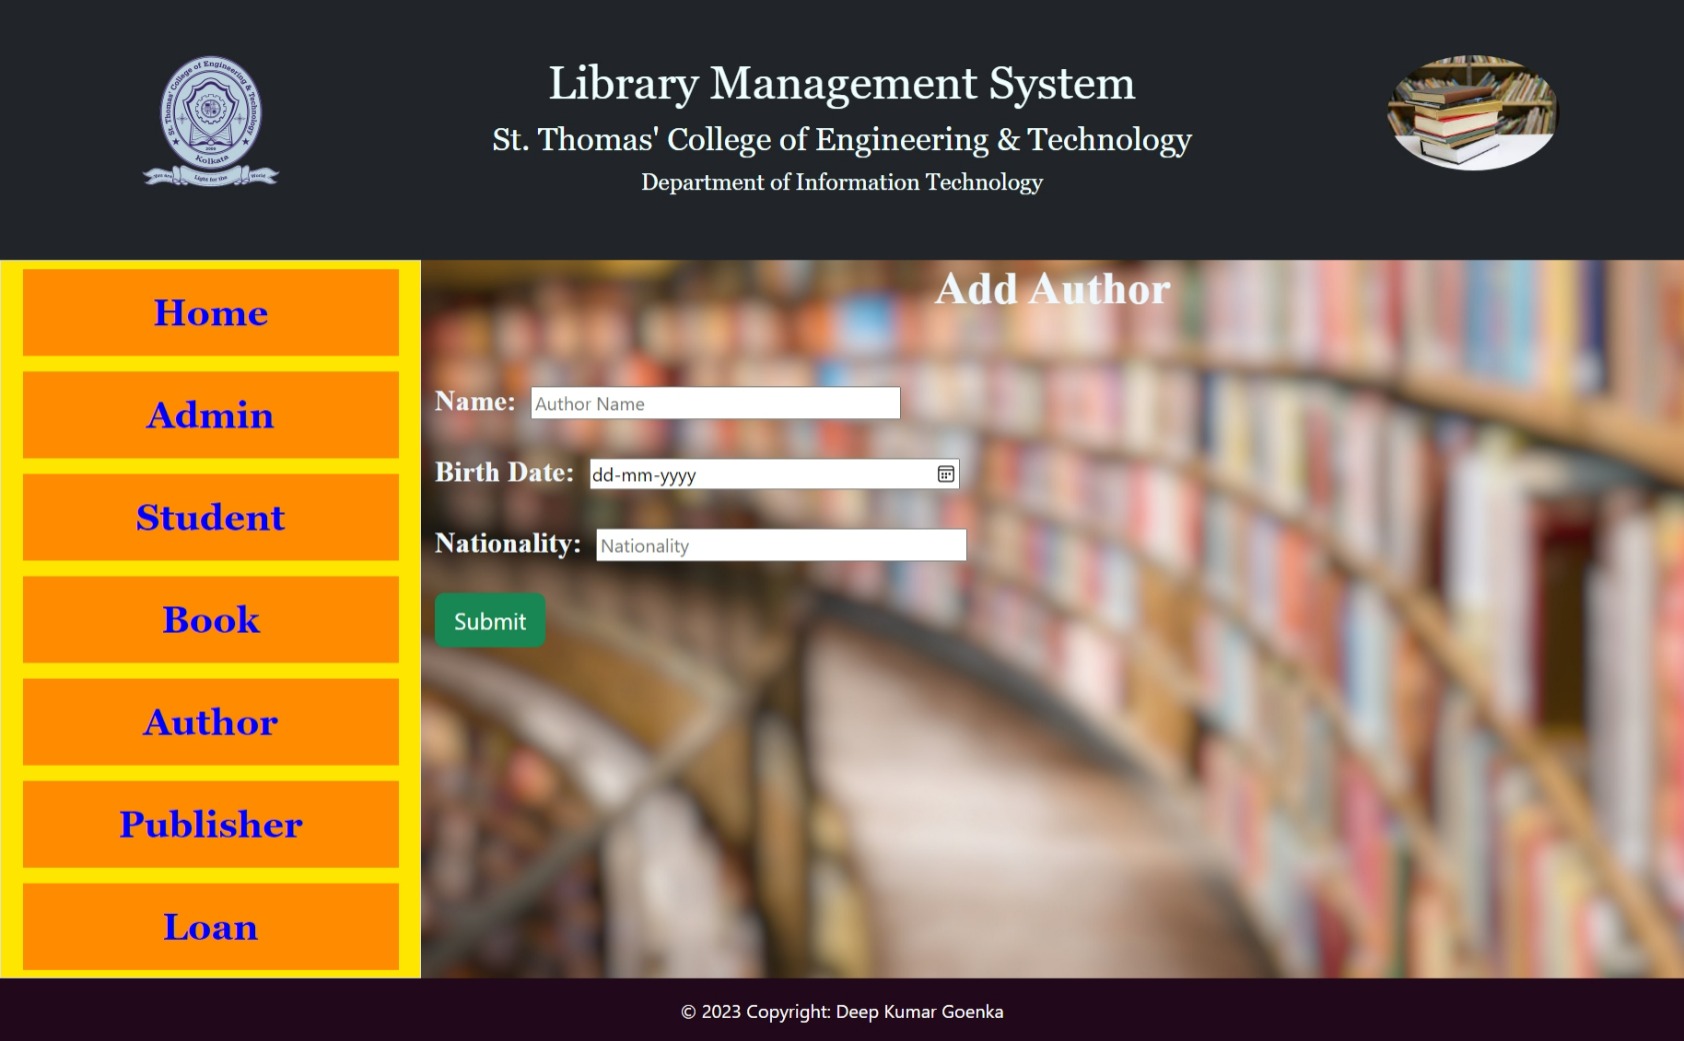 St. Thomas' College of Engineering & Technology
Kolkata
Library Management System
St. Thomas' College of Engineering & Technology
Department of Information Technology
Home
Admin
Student
Book
Author
Publisher
Loan
Add Author
Name: Author Name
Birth Date: dd-mm-yyyy
Nationality: Nationality
Submit
© 2023 Copyright: Deep Kumar Goenka